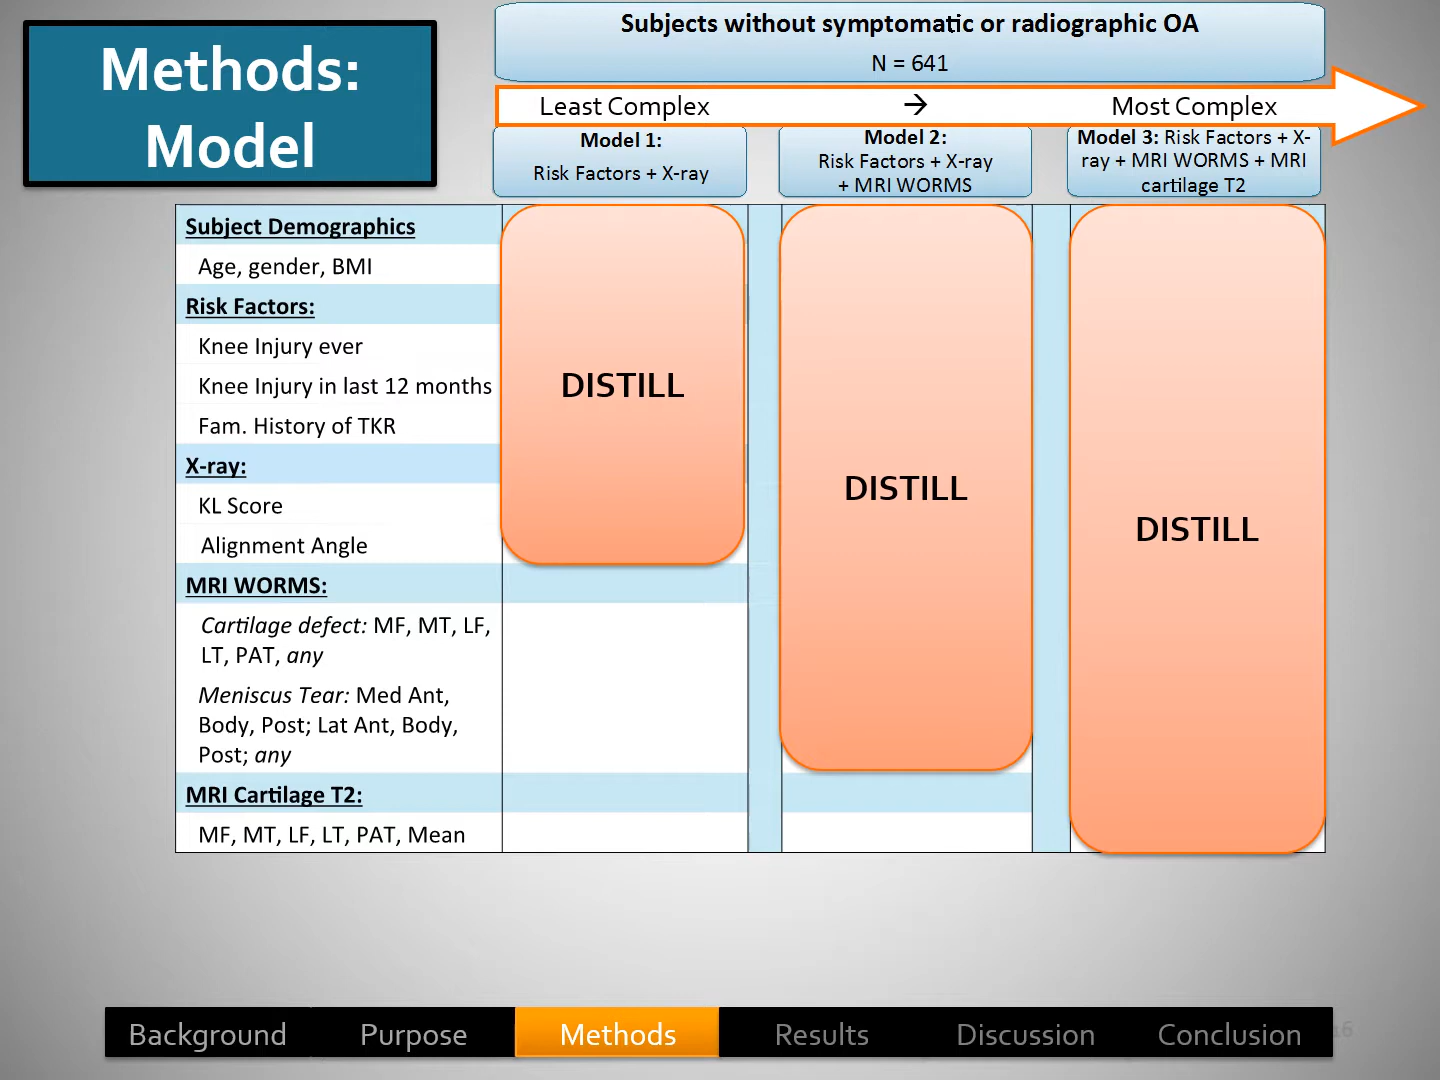 Methods:
Model
Subjects without symptomatic or radiographic OA
N = 641
Least Complex → Most Complex
Model 1:
Risk Factors + X-ray
Model 2:
Risk Factors + X-ray
+ MRI WORMS
Model 3: Risk Factors + X-
ray + MRI WORMS + MRI
cartilage T2
Subject Demographics
Age, gender, BMI
Risk Factors:
Knee Injury ever
Knee Injury in last 12 months
Fam. History of TKR
X-ray:
KL Score
Alignment Angle
MRI WORMS:
Cartilage defect: MF, MT, LF,
LT, PAT, any
Meniscus Tear: Med Ant,
Body, Post; Lat Ant, Body,
Post; any
MRI Cartilage T2:
MF, MT, LF, LT, PAT, Mean
DISTILL
DISTILL
DISTILL
Background Purpose Methods Results Discussion Conclusion
16